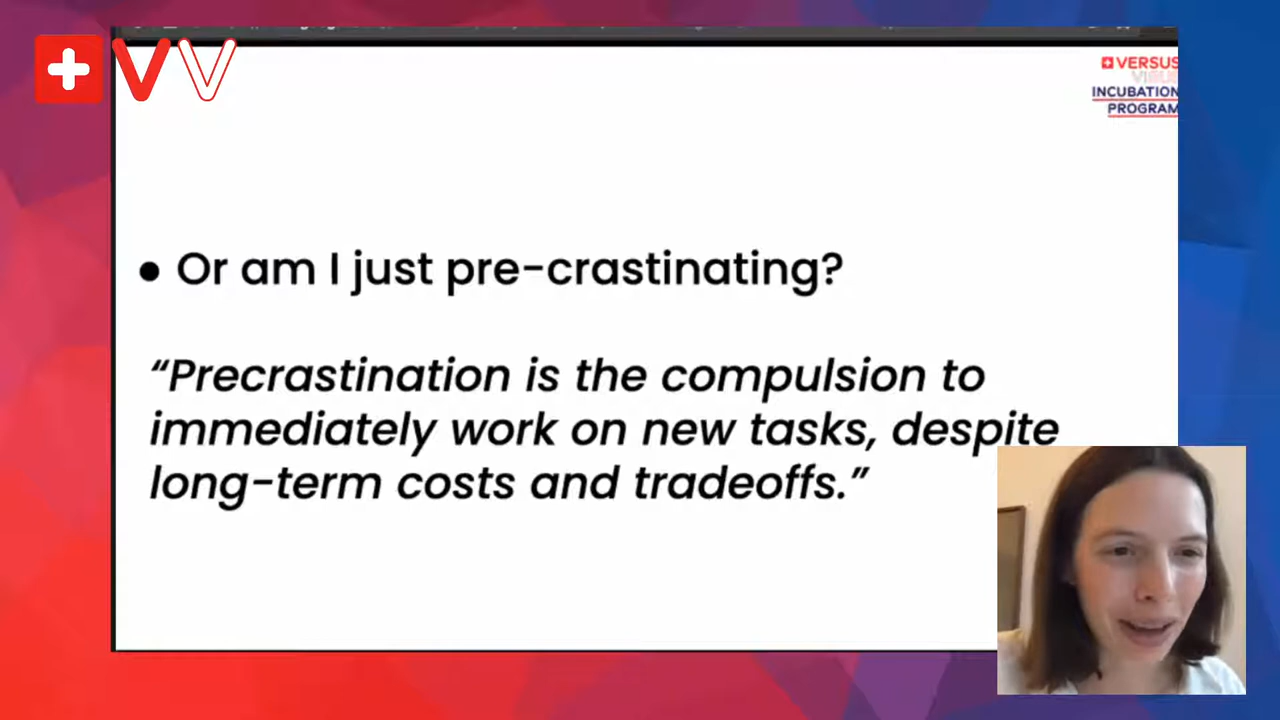 VV
VERSUS
VIRUS
INCUBATION
PROGRAM
• Or am I just pre-crastinating?
“Precrastination is the compulsion to
immediately work on new tasks, despite
long-term costs and tradeoffs.”